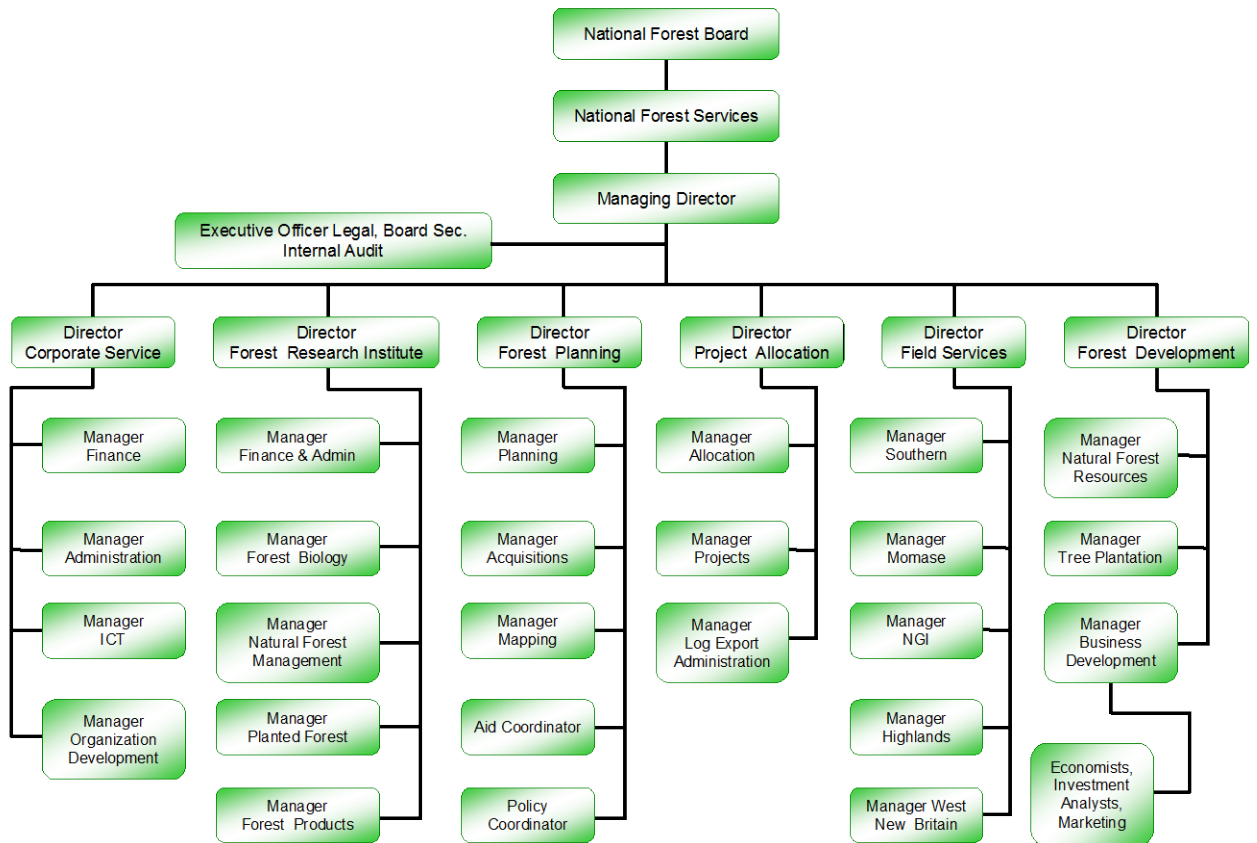 National Forest Board
National Forest Services
Managing Director
Executive Officer Legal, Board Sec.
Internal Audit
Director
Corporate Service
Director
Forest Research Institute
Director
Forest Planning
Director
Project Allocation
Director
Field Services
Director
Forest Development
Manager
Finance
Manager
Administration
Manager
ICT
Manager
Organization
Development
Manager
Finance & Admin
Manager
Forest Biology
Manager
Natural Forest
Management
Manager
Planted Forest
Manager
Forest Products
Manager
Planning
Manager
Acquisitions
Manager
Mapping
Aid Coordinator
Policy
Coordinator
Manager
Allocation
Manager
Projects
Manager
Log Export
Administration
Manager
Southern
Manager
Momase
Manager
NGI
Manager
Highlands
Manager West
New Britain
Manager
Natural Forest
Resources
Manager
Tree Plantation
Manager
Business
Development
Economists,
Investment
Analysts,
Marketing